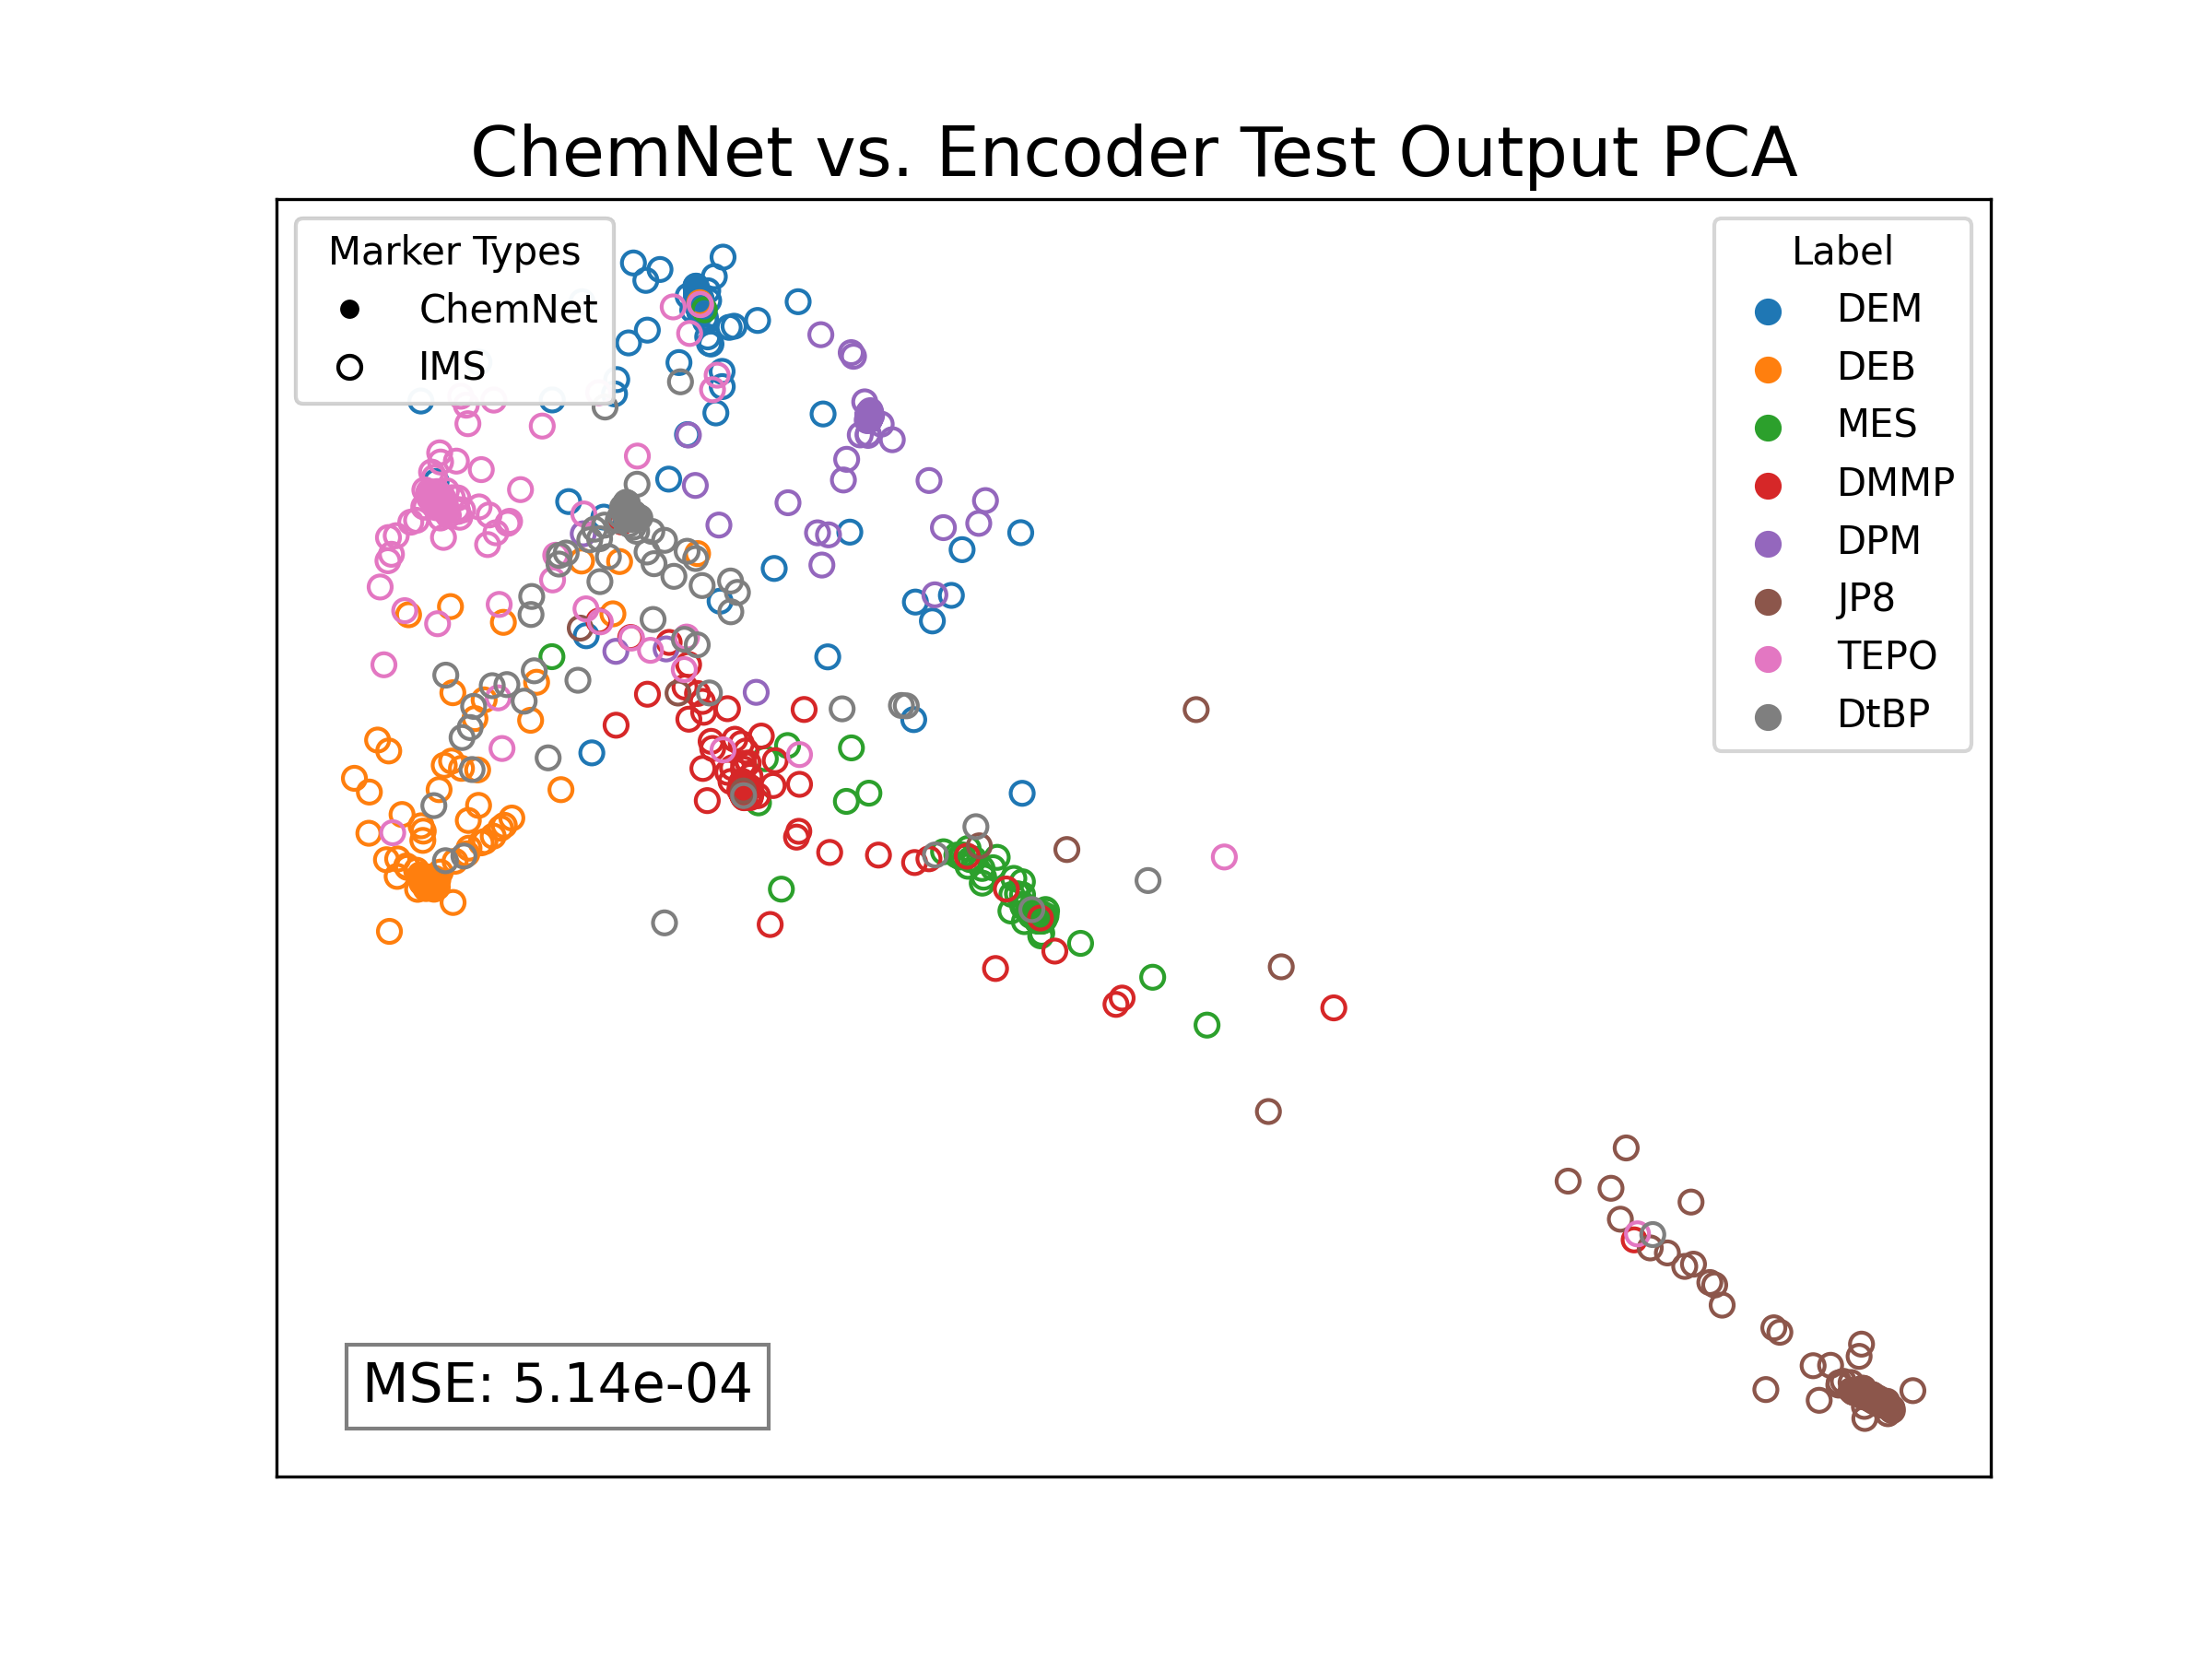 ChemNet vs. Encoder Test Output PCA
Marker Types
ChemNet
IMS
Label
DEM
DEB
MES
DMMP
DPM
JP8
TEPO
DtBP
MSE: 5.14e-04